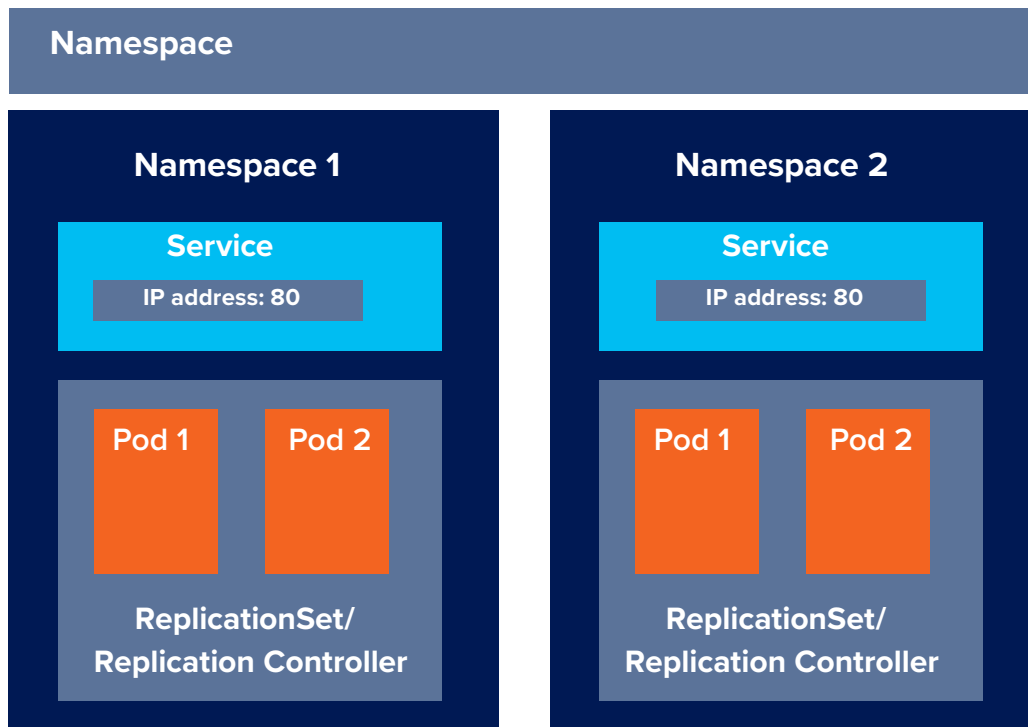 Namespace
Namespace 1
Service
IP address: 80
Pod 1
Pod 2
ReplicationSet/
Replication Controller
Namespace 2
Service
IP address: 80
Pod 1
Pod 2
ReplicationSet/
Replication Controller